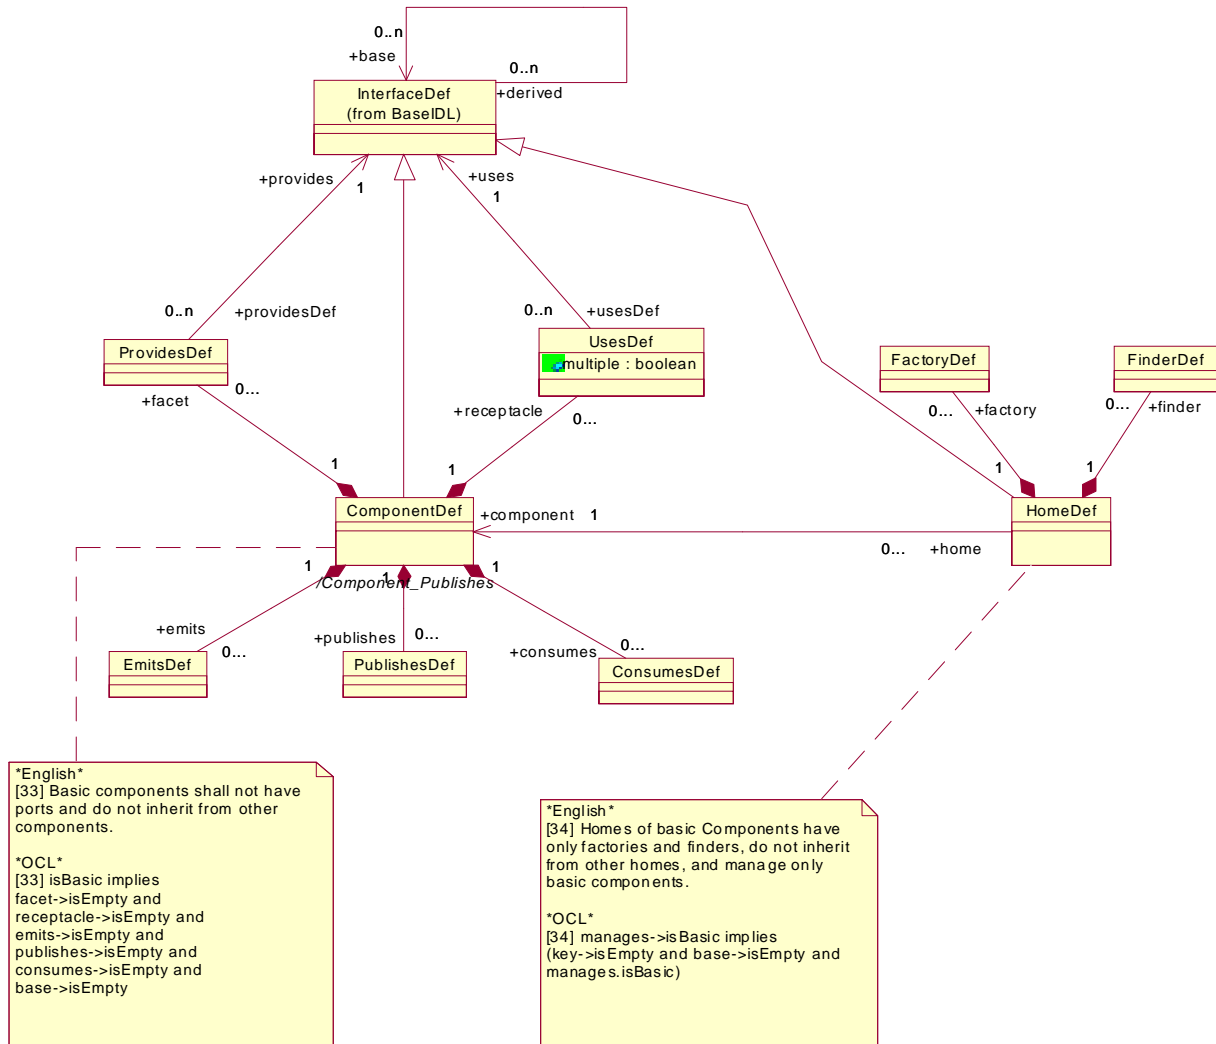 0..n
+base
0..n
+derived
InterfaceDef
(from BaseIDL)
+provides
1
+uses
1
0..n
+providesDef
0..n
+usesDef
ProvidesDef
UsesDef
multiple : boolean
FactoryDef
FinderDef
0...
+facet
+receptacle
0...
0...
+factory
0...
+finder
1
1
1
1
ComponentDef
+component
1
HomeDef
0...
+home
1
1
1
/Component_Publishes
+emits
0...
+publishes
0...
+consumes
0...
EmitsDef
PublishesDef
ConsumesDef
*English*
[33] Basic components shall not have
ports and do not inherit from other
components.
*OCL*
[33] isBasic implies
facet->isEmpty and
receptacle->isEmpty and
emits->isEmpty and
publishes->isEmpty and
consumes->isEmpty and
base->isEmpty
*English*
[34] Homes of basic Components have
only factories and finders, do not inherit
from other homes, and manage only
basic components.
*OCL*
[34] manages->isBasic implies
(key->isEmpty and base->isEmpty and
manages.isBasic)